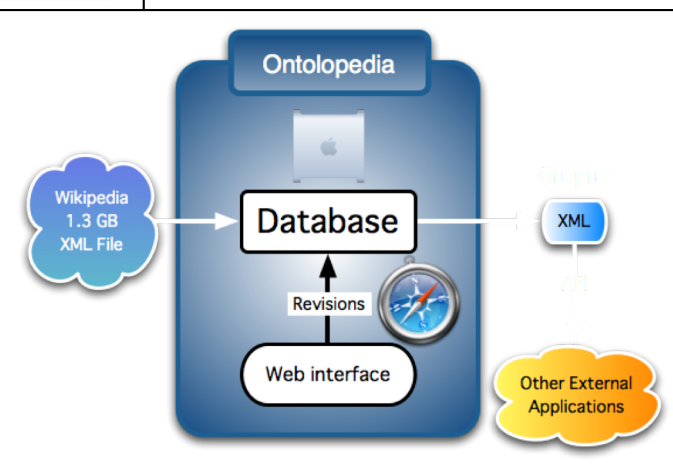 Ontolopedia
Wikipedia
1.3 GB
XML File
Database
XML
Revisions
Web interface
Other External
Applications